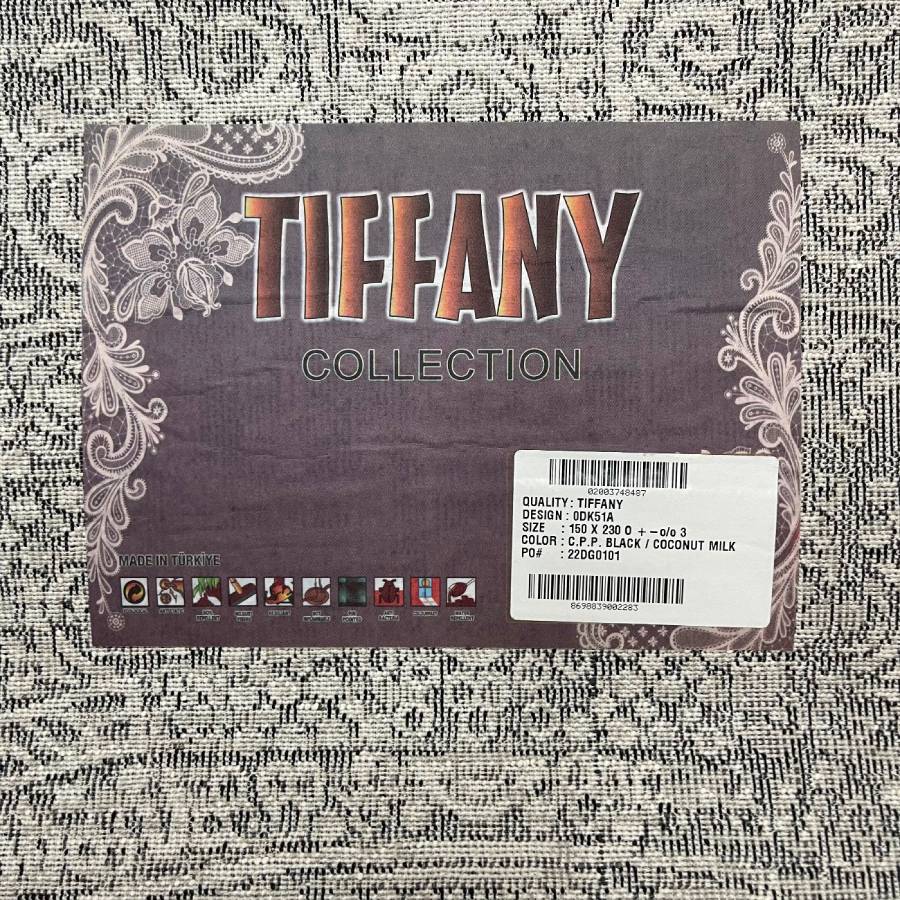 TIFFANY
COLLECTION
02003748487
QUALITY : TIFFANY
DESIGN : 0DK51A
SIZE : 150 X 230 O + - o/o 3
COLOR : C.P.P. BLACK / COCONUT MILK
PO# : 22DG0101
8698839002283
MADE IN TÜRKİYE